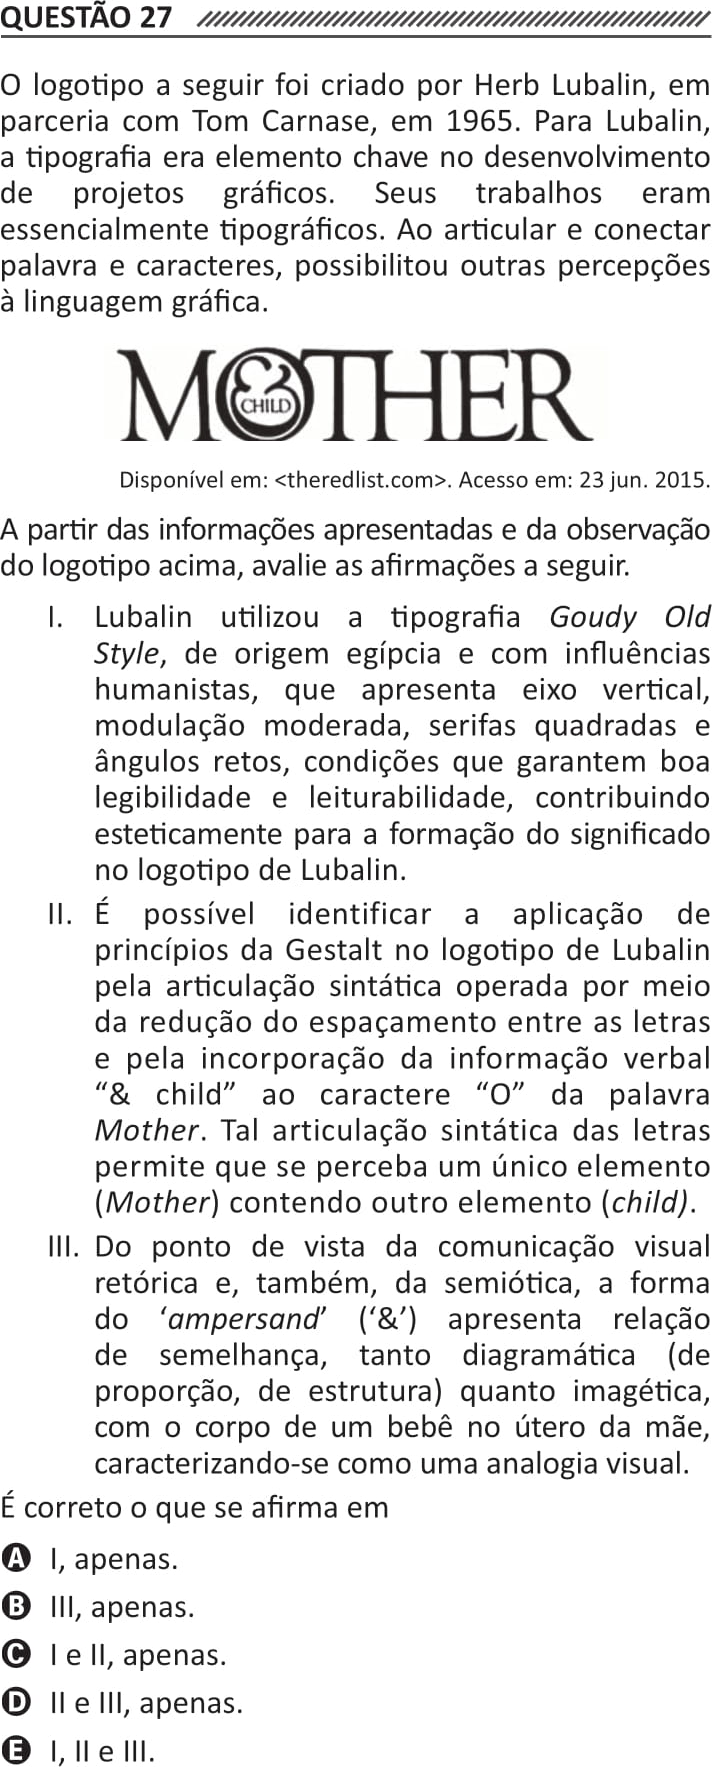 QUESTÃO 27
O logotipo a seguir foi criado por Herb Lubalin, em
parceria com Tom Carnase, em 1965. Para Lubalin,
a tipografia era elemento chave no desenvolvimento
de projetos gráficos. Seus trabalhos eram
essencialmente tipográficos. Ao articular e conectar
palavra e caracteres, possibilitou outras percepções
à linguagem gráfica.
MOTHER
&
CHILD
Disponível em: <theredlist.com>. Acesso em: 23 jun. 2015.
A partir das informações apresentadas e da observação
do logotipo acima, avalie as afirmações a seguir.
I. Lubalin utilizou a tipografia Goudy Old
Style, de origem egípcia e com influências
humanistas, que apresenta eixo vertical,
modulação moderada, serifas quadradas e
ângulos retos, condições que garantem boa
legibilidade e leiturabilidade, contribuindo
esteticamente para a formação do significado
no logotipo de Lubalin.
II. É possível identificar a aplicação de
princípios da Gestalt no logotipo de Lubalin
pela articulação sintática operada por meio
da redução do espaçamento entre as letras
e pela incorporação da informação verbal
“& child” ao caractere “O” da palavra
Mother. Tal articulação sintática das letras
permite que se perceba um único elemento
(Mother) contendo outro elemento (child).
III. Do ponto de vista da comunicação visual
retórica e, também, da semiótica, a forma
do ‘ampersand’ (‘&’) apresenta relação
de semelhança, tanto diagramática (de
proporção, de estrutura) quanto imagética,
com o corpo de um bebê no útero da mãe,
caracterizando-se como uma analogia visual.
É correto o que se afirma em
A I, apenas.
B III, apenas.
C I e II, apenas.
D II e III, apenas.
E I, II e III.